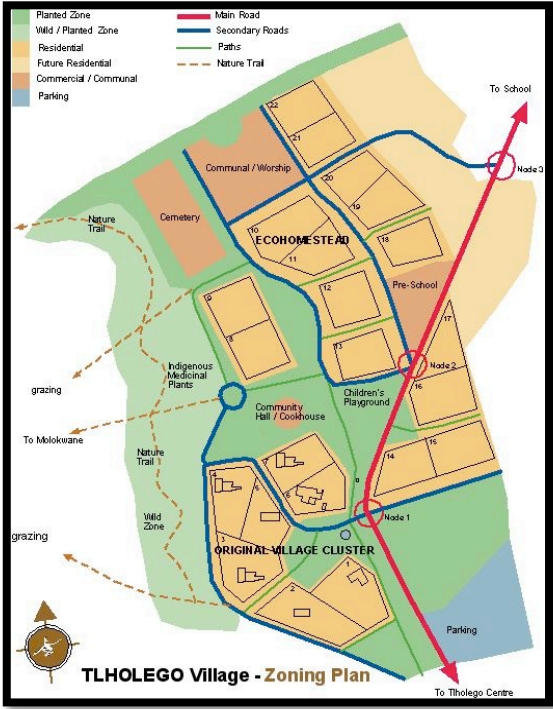 Planted Zone
Wild / Planted Zone
Residential
Future Residential
Commercial / Communal
Parking
Main Road
Secondary Roads
Paths
Nature Trail
To School
22
21
Communal / Worship
Node 3
20
Cemetery
19
Nature
Trail
10
ECOHOMESTEAD
18
11
Pre-School
12
9
17
8
13
Indigenous
Medicinal
Plants
Node 2
grazing
16
Children's
Playground
Community
Hall / Cookhouse
To Molokwane
Nature
Trail
15
14
7
4
5
6
8
Wild
Zone
Node 1
grazing
3
ORIGINAL VILLAGE CLUSTER
1
2
Parking
TLHOLEGO Village - Zoning Plan
To Tlholego Centre